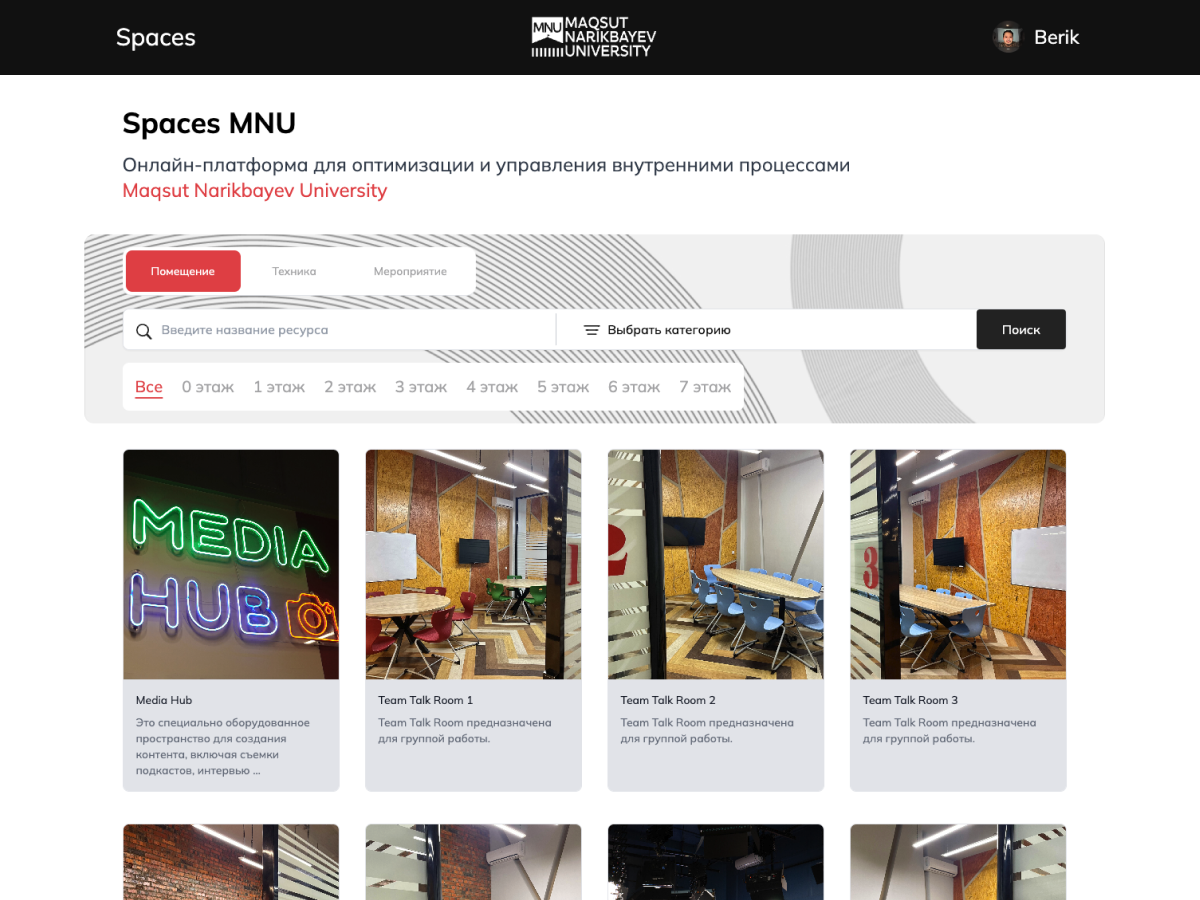 Spaces
MNU
MAQSUT
NARIKBAYEV
UNIVERSITY
Berik
Spaces MNU
Онлайн-платформа для оптимизации и управления внутренними процессами
Maqsut Narikbayev University
Помещение
Техника
Мероприятие
Введите название ресурса
Выбрать категорию
Поиск
Все
0 этаж
1 этаж
2 этаж
3 этаж
4 этаж
5 этаж
6 этаж
7 этаж
MEDIA
HUB
1
2
3
Media Hub
Это специально оборудованное
пространство для создания
контента, включая съемки
подкастов, интервью ...
Team Talk Room 1
Team Talk Room предназначена
для группой работы.
Team Talk Room 2
Team Talk Room предназначена
для группой работы.
Team Talk Room 3
Team Talk Room предназначена
для группой работы.